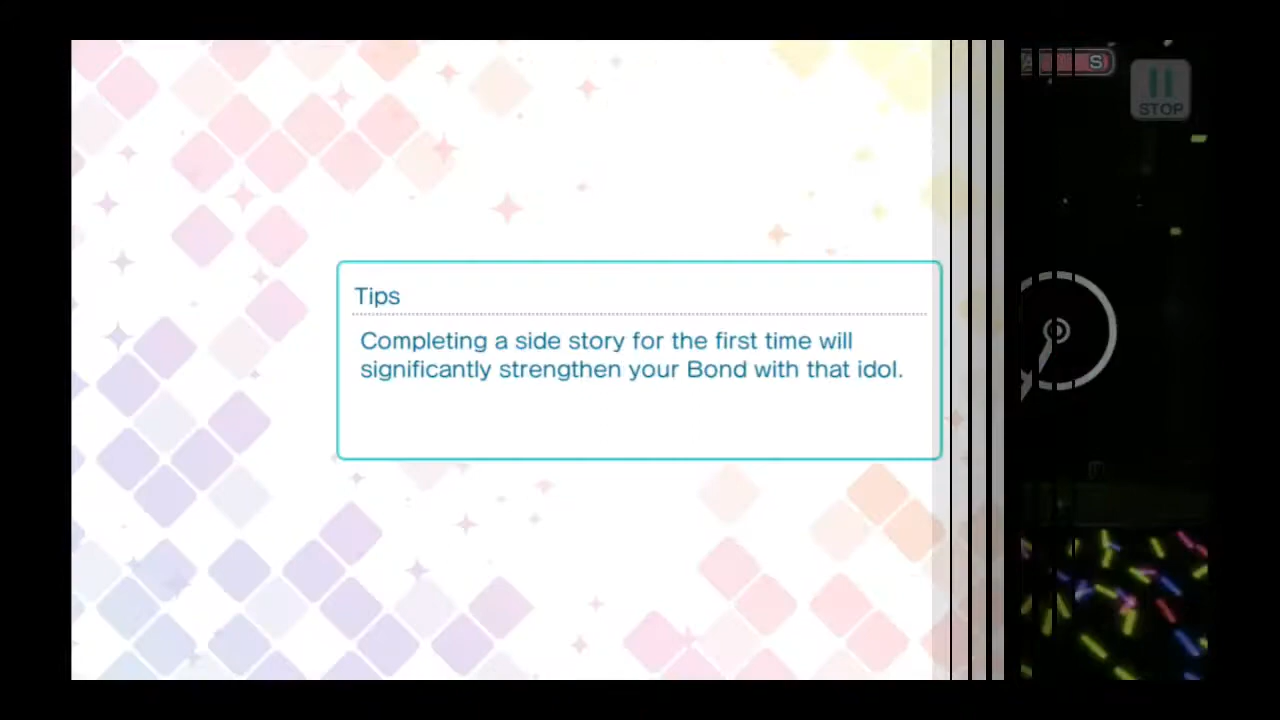 Tips
Completing a side story for the first time will
significantly strengthen your Bond with that idol.
S
STOP